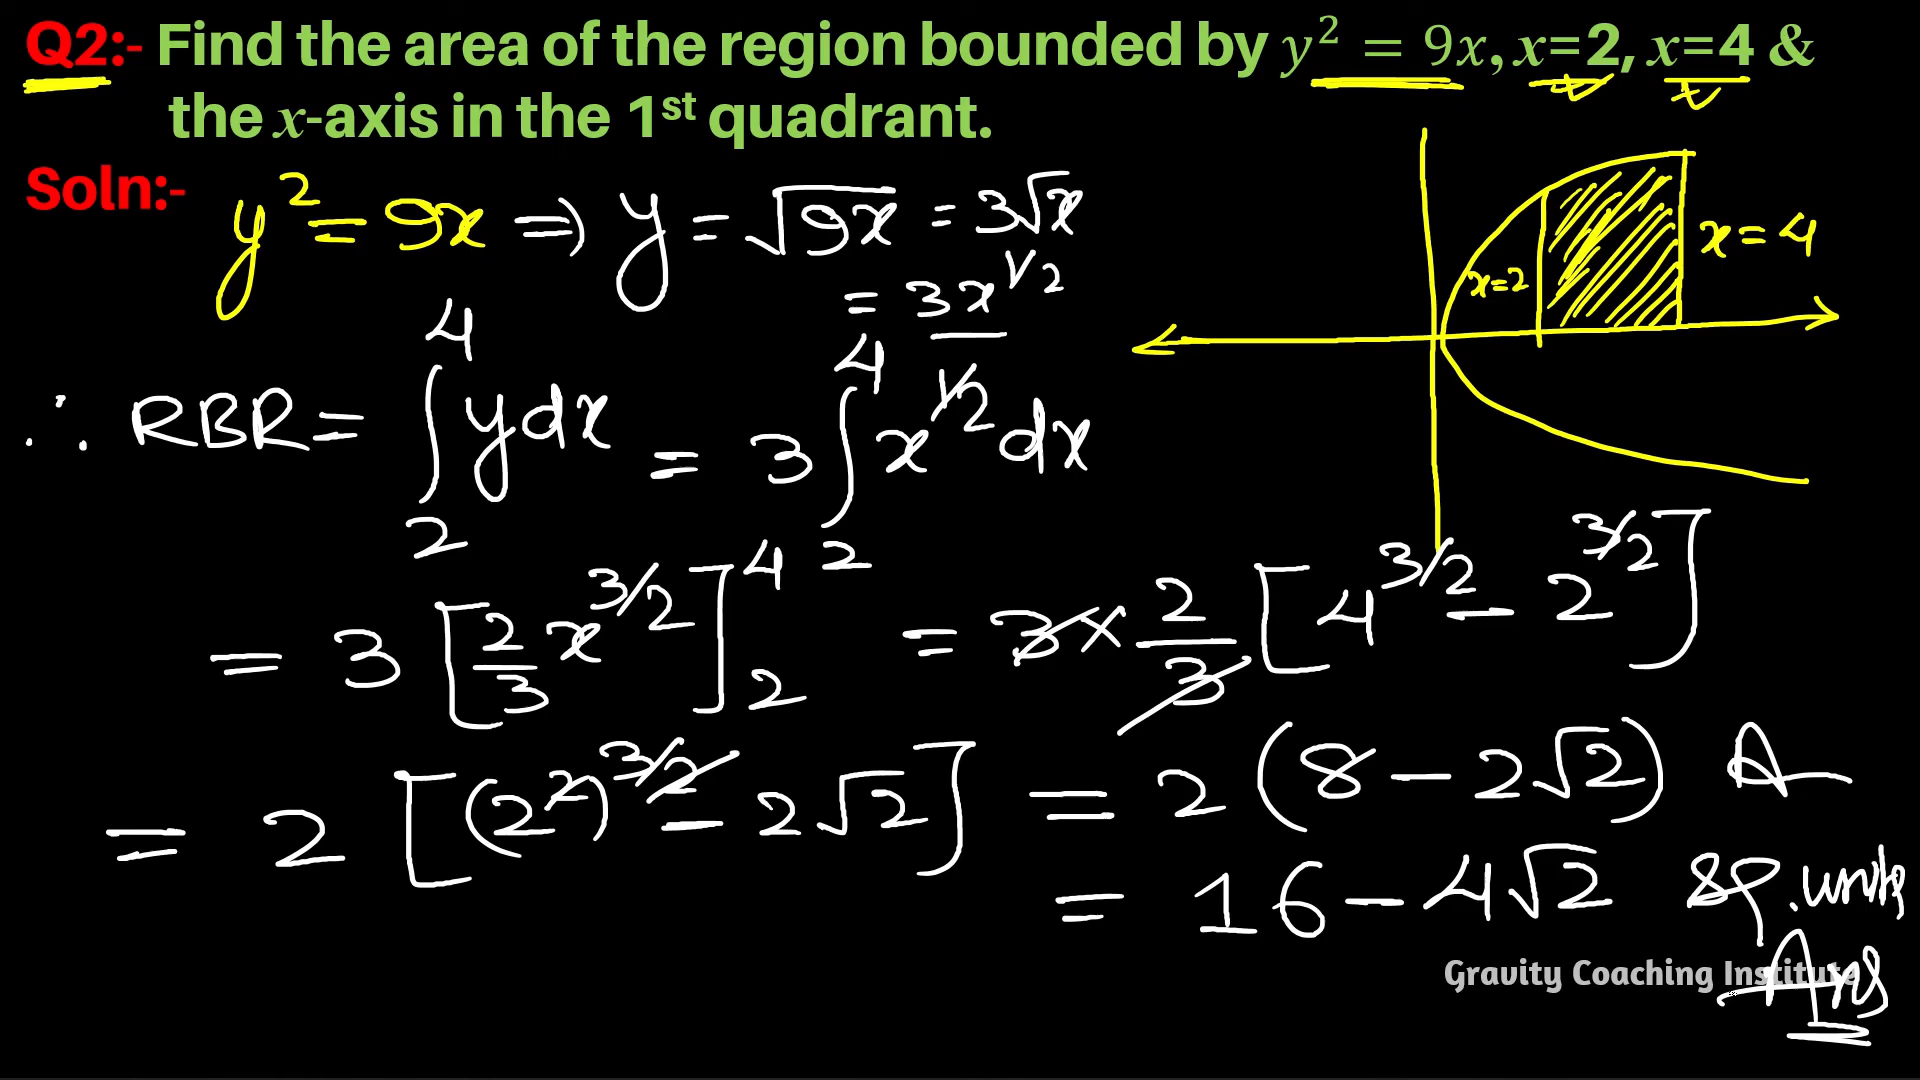 Q2:- Find the area of the region bounded by y² = 9x, x=2, x=4 &
the x-axis in the 1st quadrant.
Soln:- y² = 9x ⇒ y = √9x = 3√x
= 3x^1/2
x=2
x = 4
∴ RBR = ∫₂⁴ ydx = 3 ∫₂⁴ x^1/2 dx
= 3 [2/3 x^3/2]₂⁴ = 3 × 2/3 [4^3/2 – 2^3/2]
= 2 [(2²)^3/2 – 2√2] = 2 (8 – 2√2) A
= 16 – 4√2 sq. units
Ans
Gravity Coaching Institute